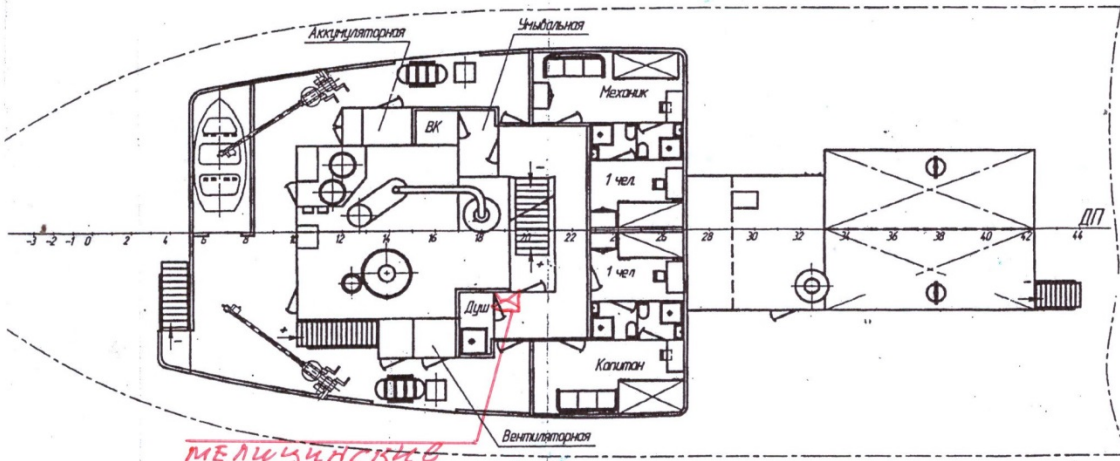 Умывальная
Аккумуляторная
Механик
ВК
1 чел.
-3 -2 -1 0 2 4 6 8 10 12 14 16 18 20 22 24 26 28 30 32 34 36 38 40 42 44
ДП
1 чел
Душ
Капитан
Вентиляторная